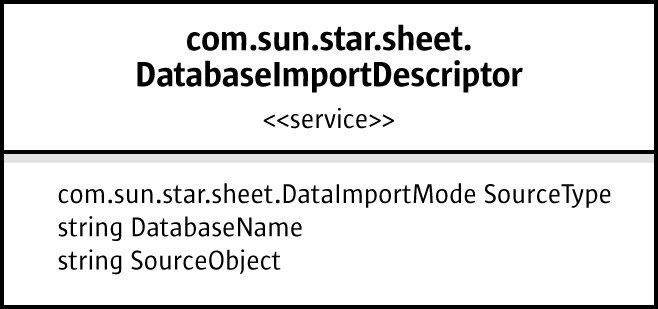 com.sun.star.sheet.
DatabaseImportDescriptor
<<service>>
com.sun.star.sheet.DataImportMode SourceType
string DatabaseName
string SourceObject